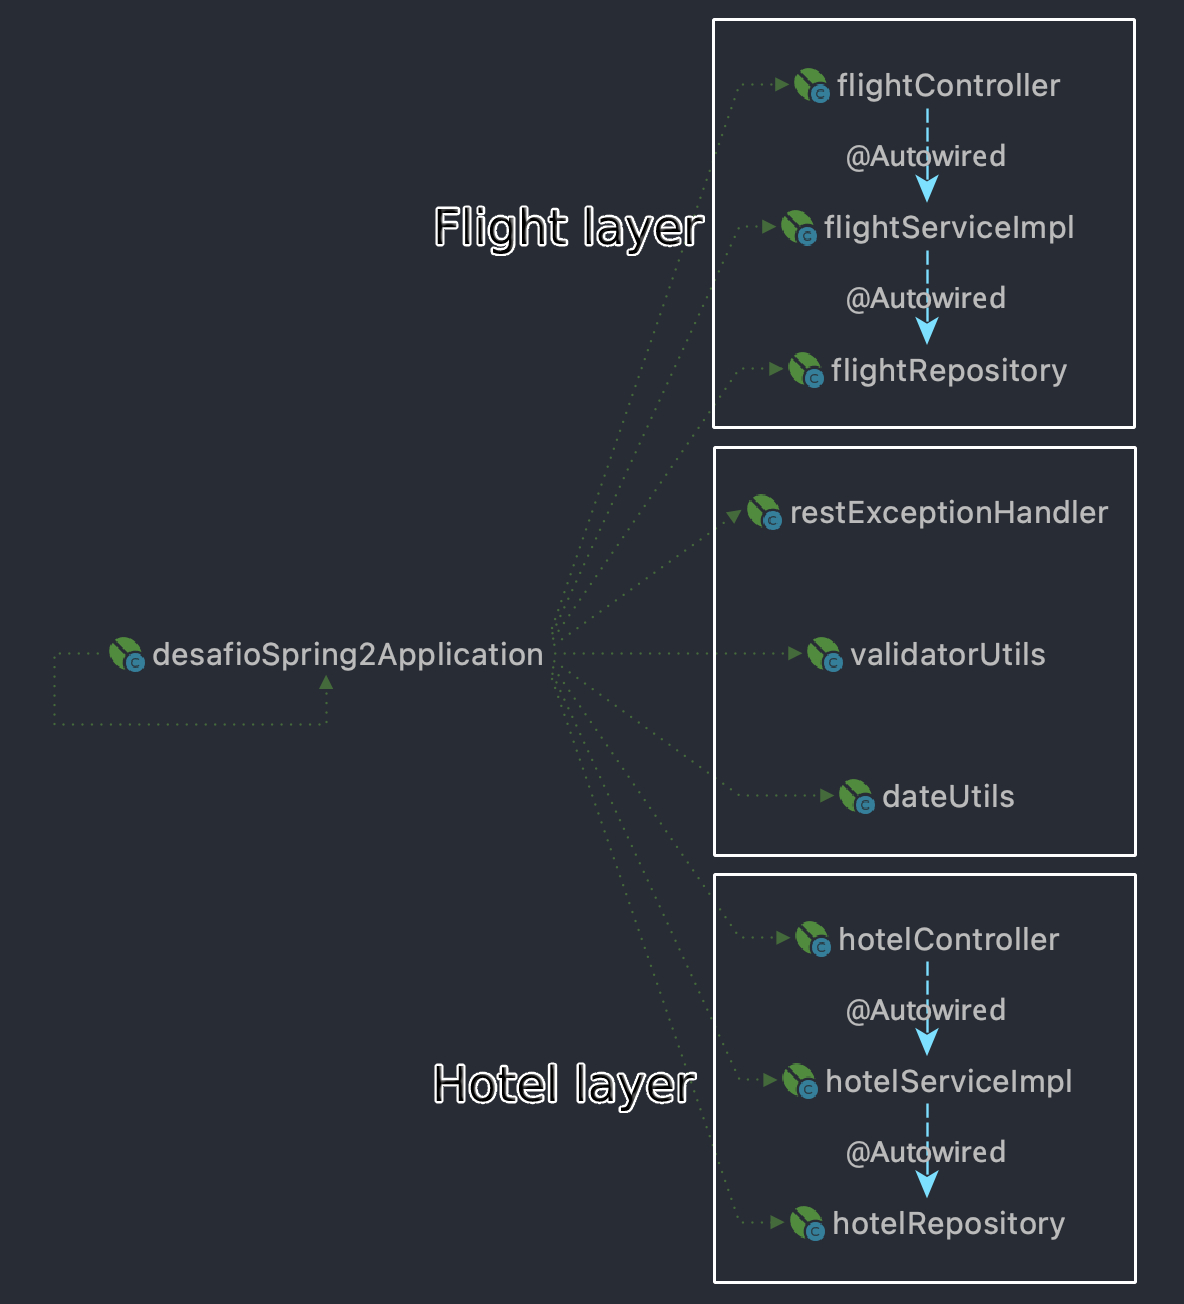 flightController
@Autowired
Flight layer
flightServiceImpl
@Autowired
flightRepository
restExceptionHandler
desafioSpring2Application
validatorUtils
dateUtils
hotelController
@Autowired
Hotel layer
hotelServiceImpl
@Autowired
hotelRepository